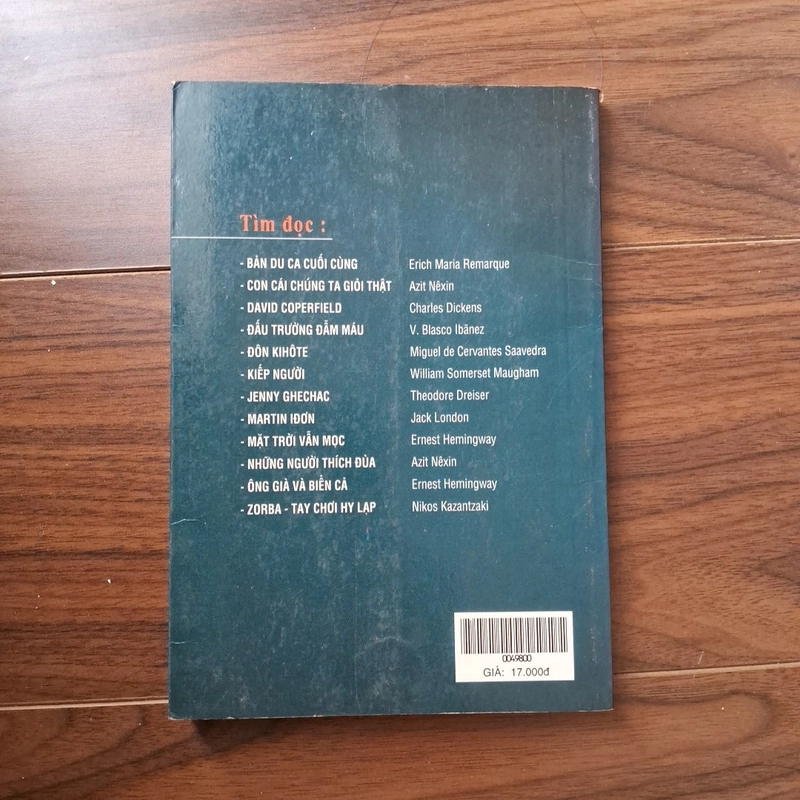 Tìm đọc :
- BẢN DU CA CUỐI CÙNG Erich Maria Remarque
- CON CÁI CHÚNG TA GIỎI THẬT Azit Nêxin
- DAVID COPERFIELD Charles Dickens
- ĐẤU TRƯỜNG ĐẪM MÁU V. Blasco Ibânez
- ĐÔN KIHÔTE Miguel de Cervantes Saavedra
- KIẾP NGƯỜI William Somerset Maugham
- JENNY GHECHAC Theodore Dreiser
- MARTIN IĐƠN Jack London
- MẶT TRỜI VẪN MỌC Ernest Hemingway
- NHỮNG NGƯỜI THÍCH ĐÙA Azit Nêxin
- ÔNG GIÀ VÀ BIỂN CẢ Ernest Hemingway
- ZORBA - TAY CHƠI HY LẠP Nikos Kazantzaki
0049800
GIÁ: 17.000đ